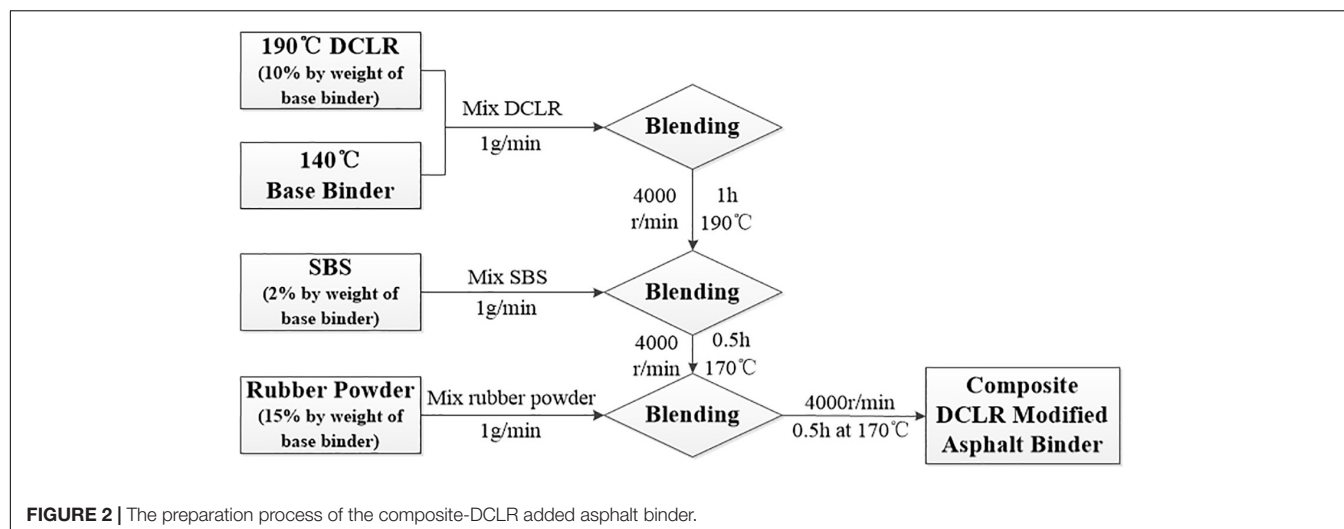 190℃ DCLR
(10% by weight of
base binder)
Mix DCLR
1g/min
Blending
140℃
Base Binder
4000
r/min
1h
190℃
SBS
(2% by weight of
base binder)
Mix SBS
1g/min
Blending
4000
r/min
0.5h
170℃
Rubber Powder
(15% by weight of
base binder)
Mix rubber powder
1g/min
Blending
4000r/min
0.5h at 170℃
Composite
DCLR Modified
Asphalt Binder
FIGURE 2 | The preparation process of the composite-DCLR added asphalt binder.